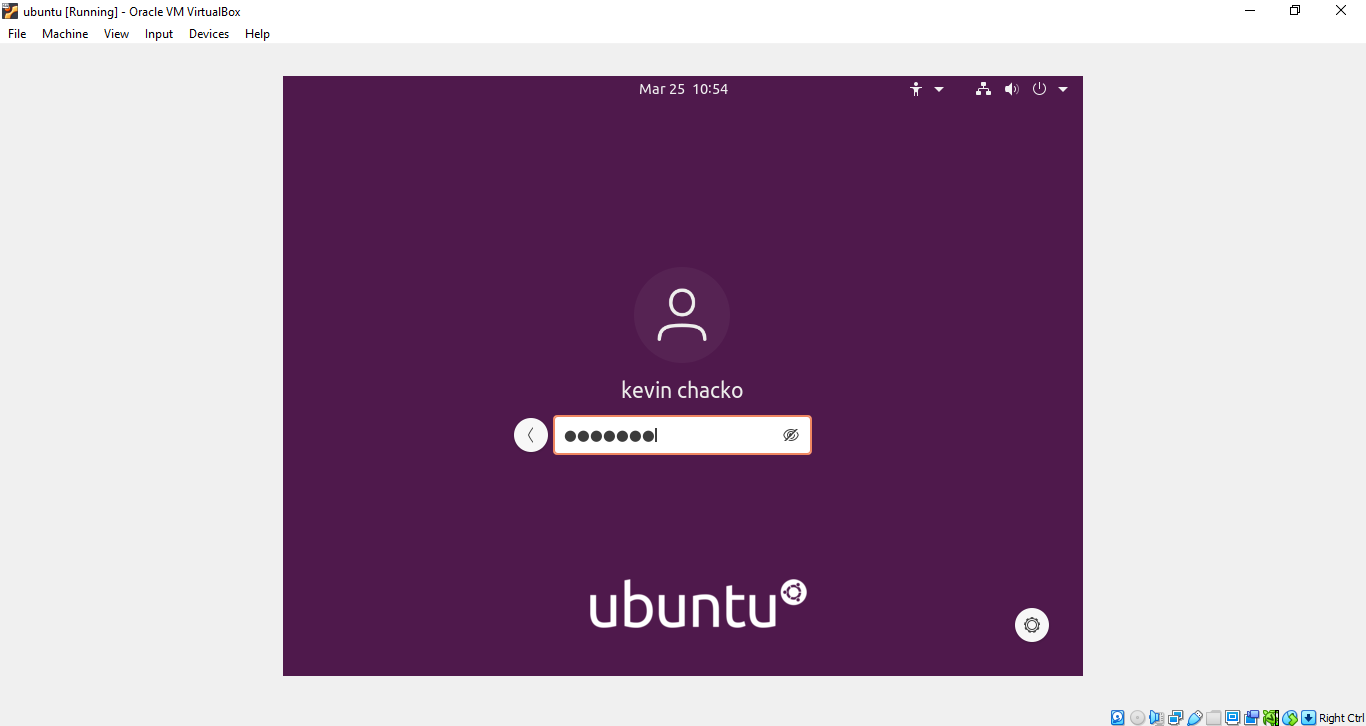 ubuntu [Running] - Oracle VM VirtualBox
File Machine View Input Devices Help
Mar 25 10:54
kevin chacko
ubuntu
Right Ctrl